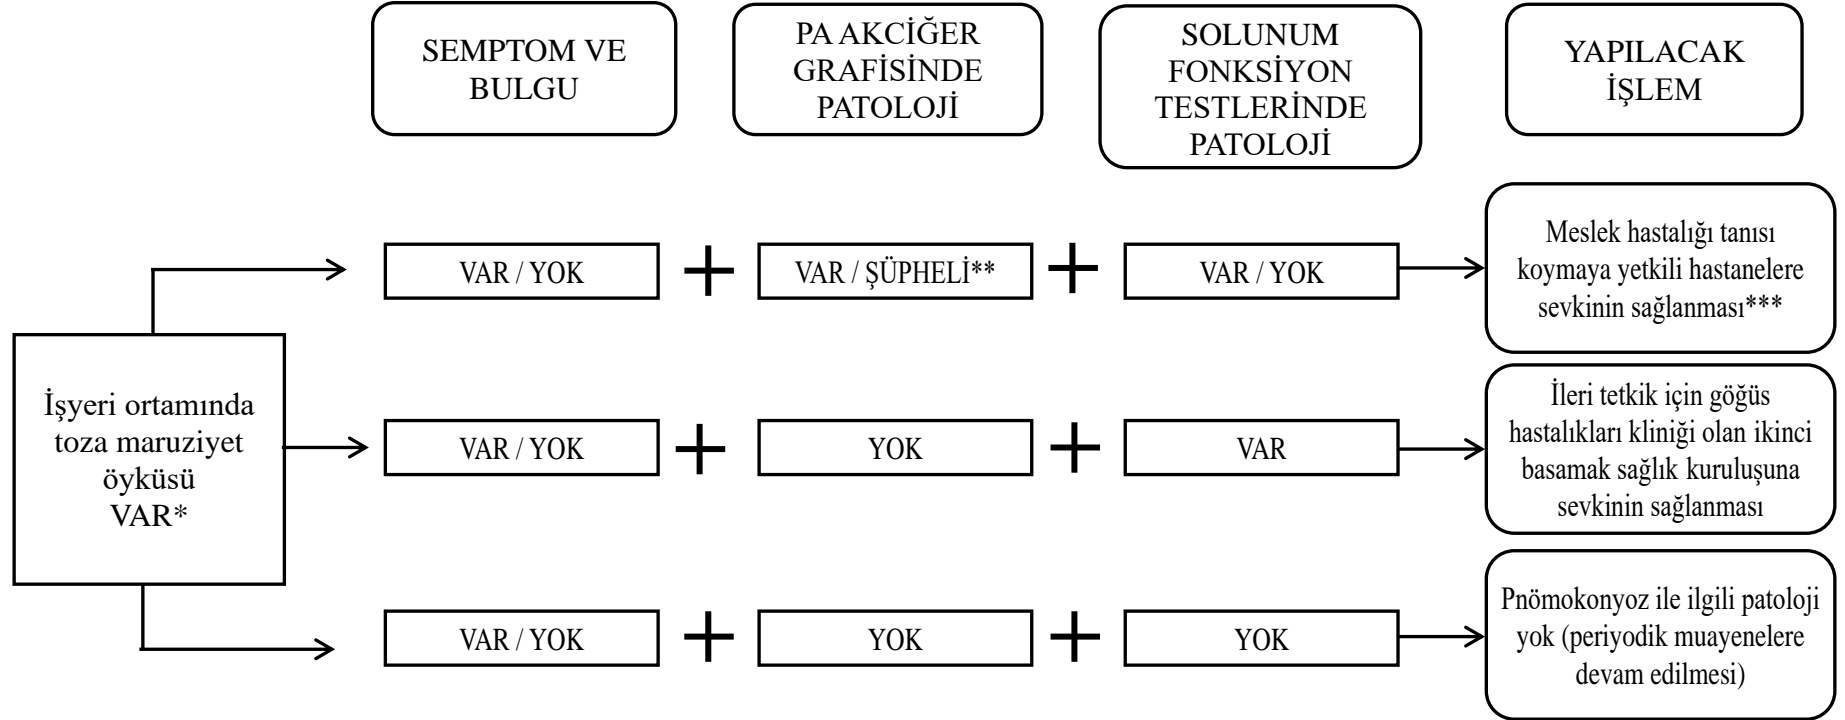 SEMPTOM VE
BULGU
PA AKCİĞER
GRAFİSİNDE
PATOLOJİ
SOLUNUM
FONKSİYON
TESTLERİNDE
PATOLOJİ
YAPILACAK
İŞLEM
İşyeri ortamında
toza maruziyet
öyküsü
VAR*
VAR / YOK
+
VAR / ŞÜPHELİ**
+
VAR / YOK
Meslek hastalığı tanısı
koymaya yetkili hastanelere
sevkinin sağlanması***
VAR / YOK
+
YOK
+
VAR
İleri tetkik için göğüs
hastalıkları kliniği olan ikinci
basamak sağlık kuruluşuna
sevkinin sağlanması
VAR / YOK
+
YOK
+
YOK
Pnömokonyoz ile ilgili patoloji
yok (periyodik muayenelere
devam edilmesi)